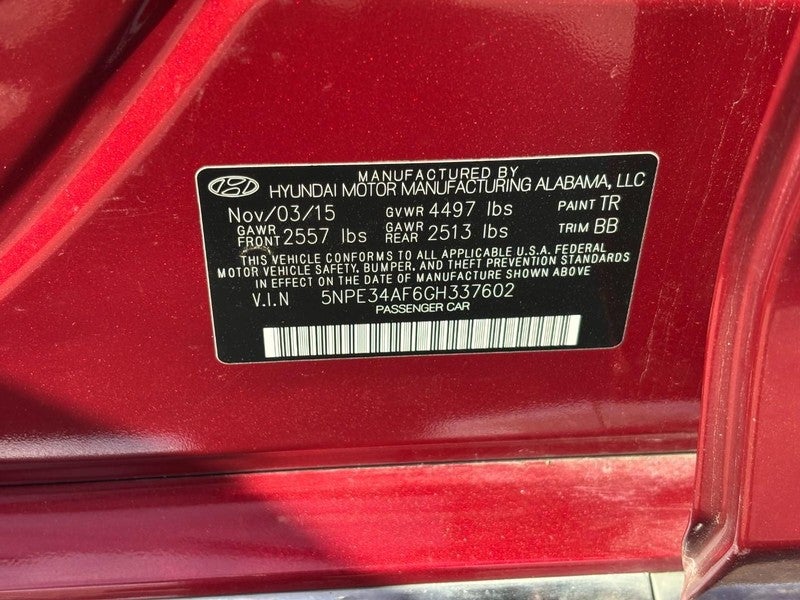 MANUFACTURED BY
HYUNDAI MOTOR MANUFACTURING ALABAMA, LLC
Nov/03/15 GVWR 4497 lbs PAINT TR
GAWR FRONT 2557 lbs GAWR REAR 2513 lbs TRIM BB
THIS VEHICLE CONFORMS TO ALL APPLICABLE U.S.A. FEDERAL
MOTOR VEHICLE SAFETY, BUMPER, AND THEFT PREVENTION STANDARDS
IN EFFECT ON THE DATE OF MANUFACTURE SHOWN ABOVE
V.I.N 5NPE34AF6GH337602
PASSENGER CAR